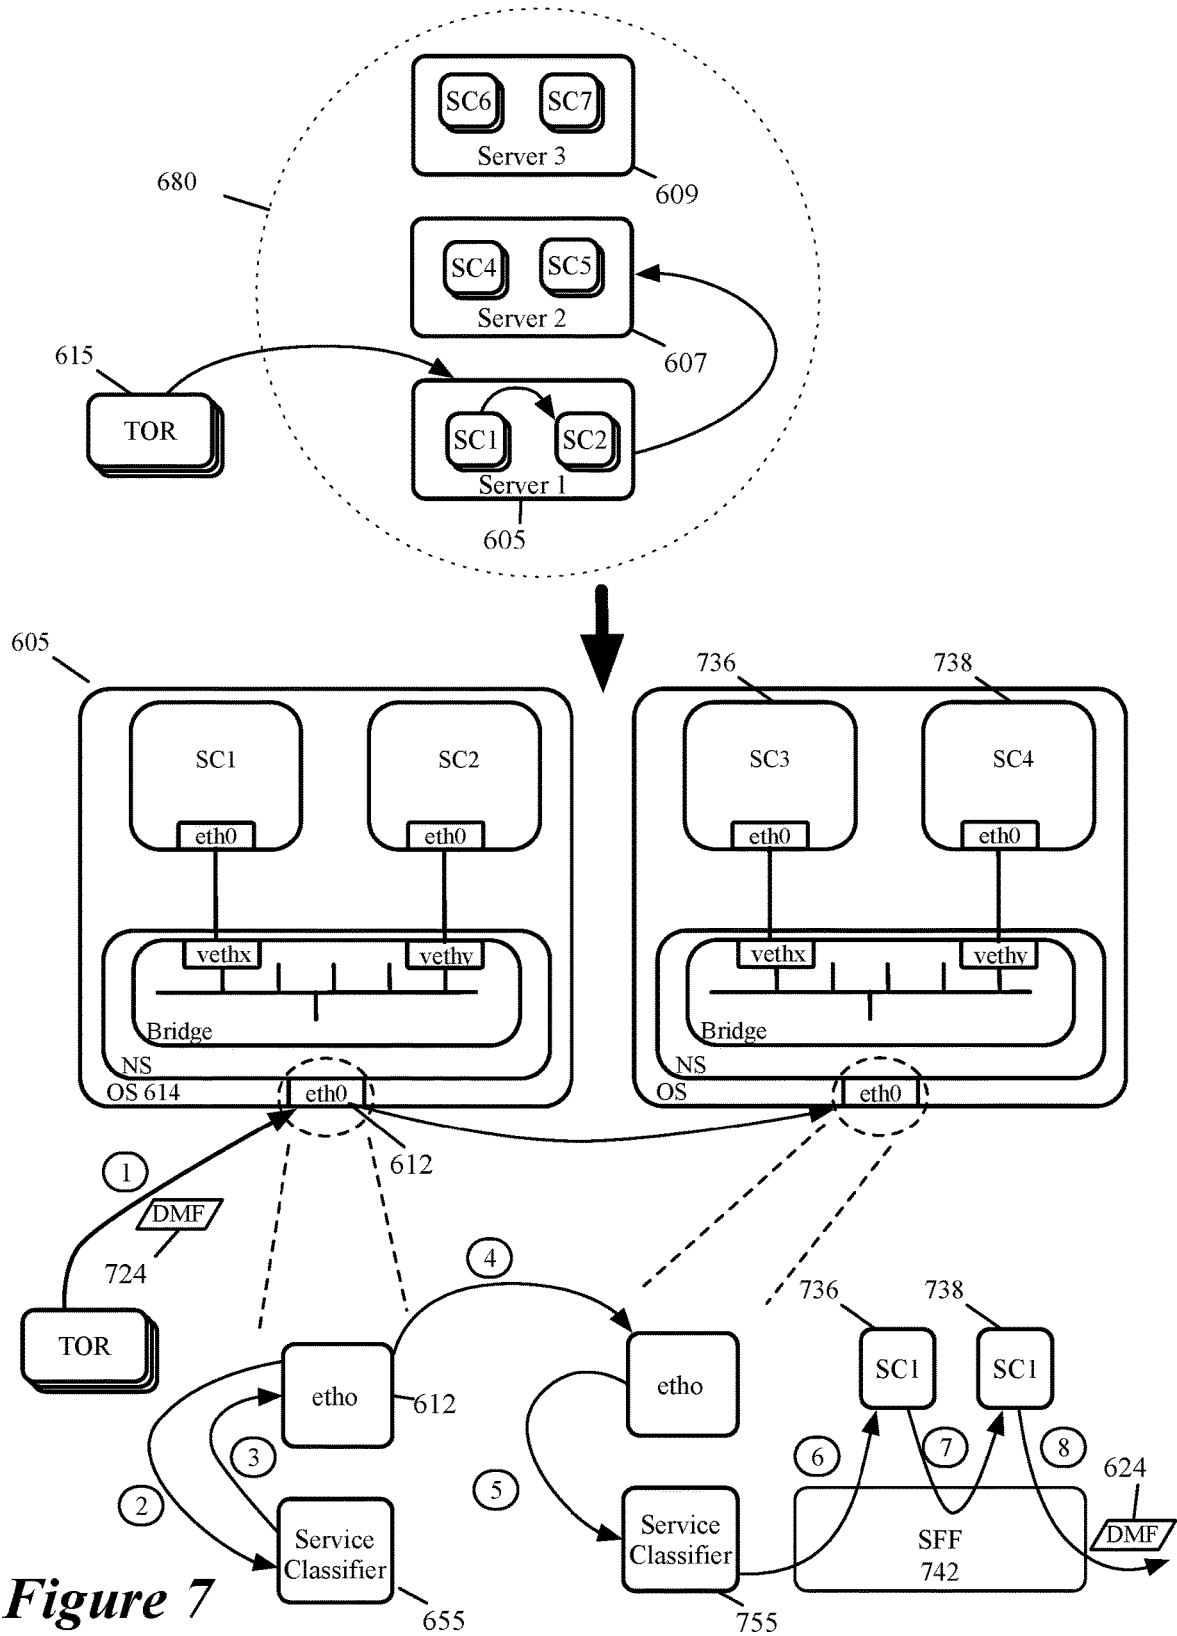 SC6
SC7
Server 3
680
609
SC4
SC5
Server 2
615
607
TOR
SC1
SC2
Server 1
605
605
736
738
SC1
SC2
SC3
SC4
eth0
eth0
eth0
eth0
vethx
vethy
vethx
vethy
Bridge
Bridge
NS
NS
OS 614
eth0
OS
eth0
1
612
DMF
724
4
736
738
TOR
etho
612
etho
SC1
SC1
3
6
7
8
624
2
5
Service
Classifier
Service
Classifier
SFF
742
DMF
655
755
Figure 7